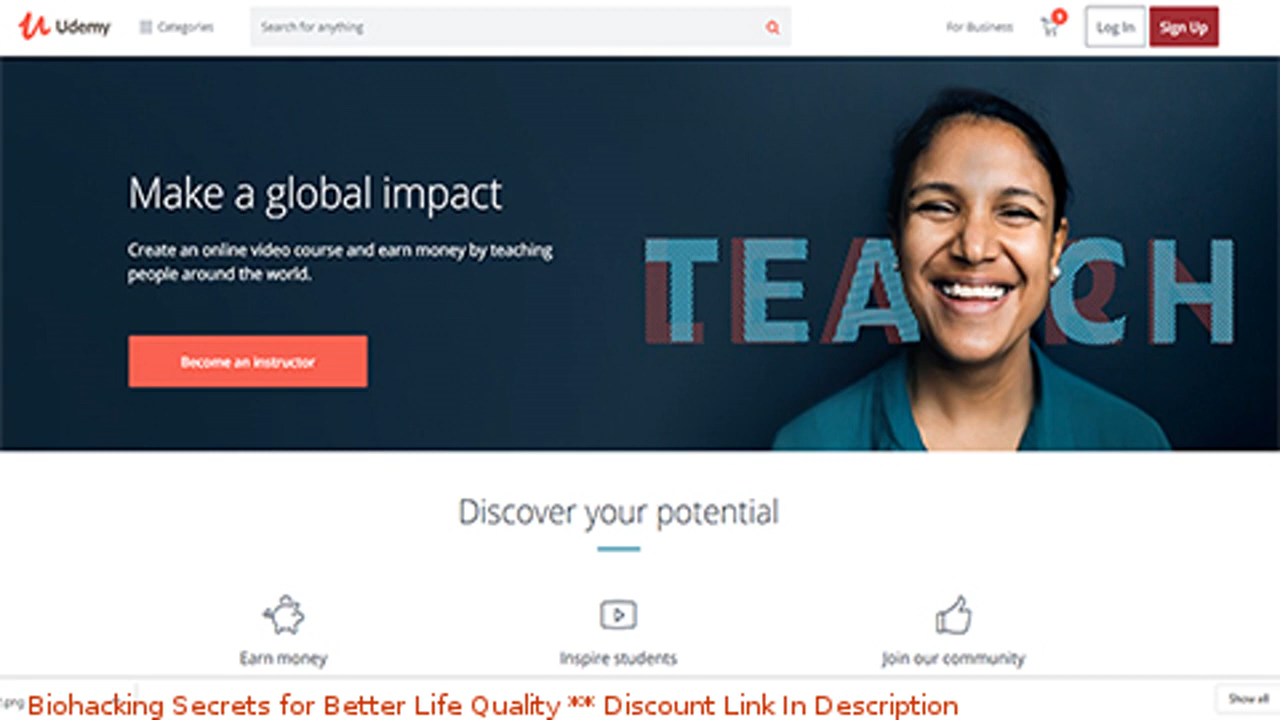 Udemy
Categories
Search for anything
For Business
Log In
Sign Up
Make a global impact
Create an online video course and earn money by teaching
people around the world.
Become an instructor
TEACH
Discover your potential
Earn money
Inspire students
Join our community
.png
Show all
Biohacking Secrets for Better Life Quality ** Discount Link In Description